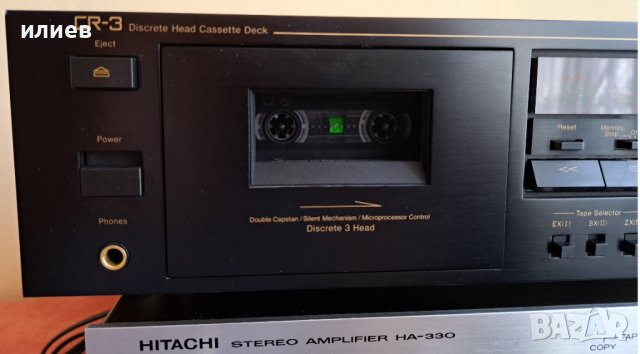 илиев
CR-3 Discrete Head Cassette Deck
Eject
Power
Phones
Double Capstan/Silent Mechanism/Microprocessor Control
Discrete 3 Head
Reset
Memory
Stop
Tape Selector
EX(I) SX(II)
HITACHI STEREO AMPLIFIER HA-330
COPY
BAZAR